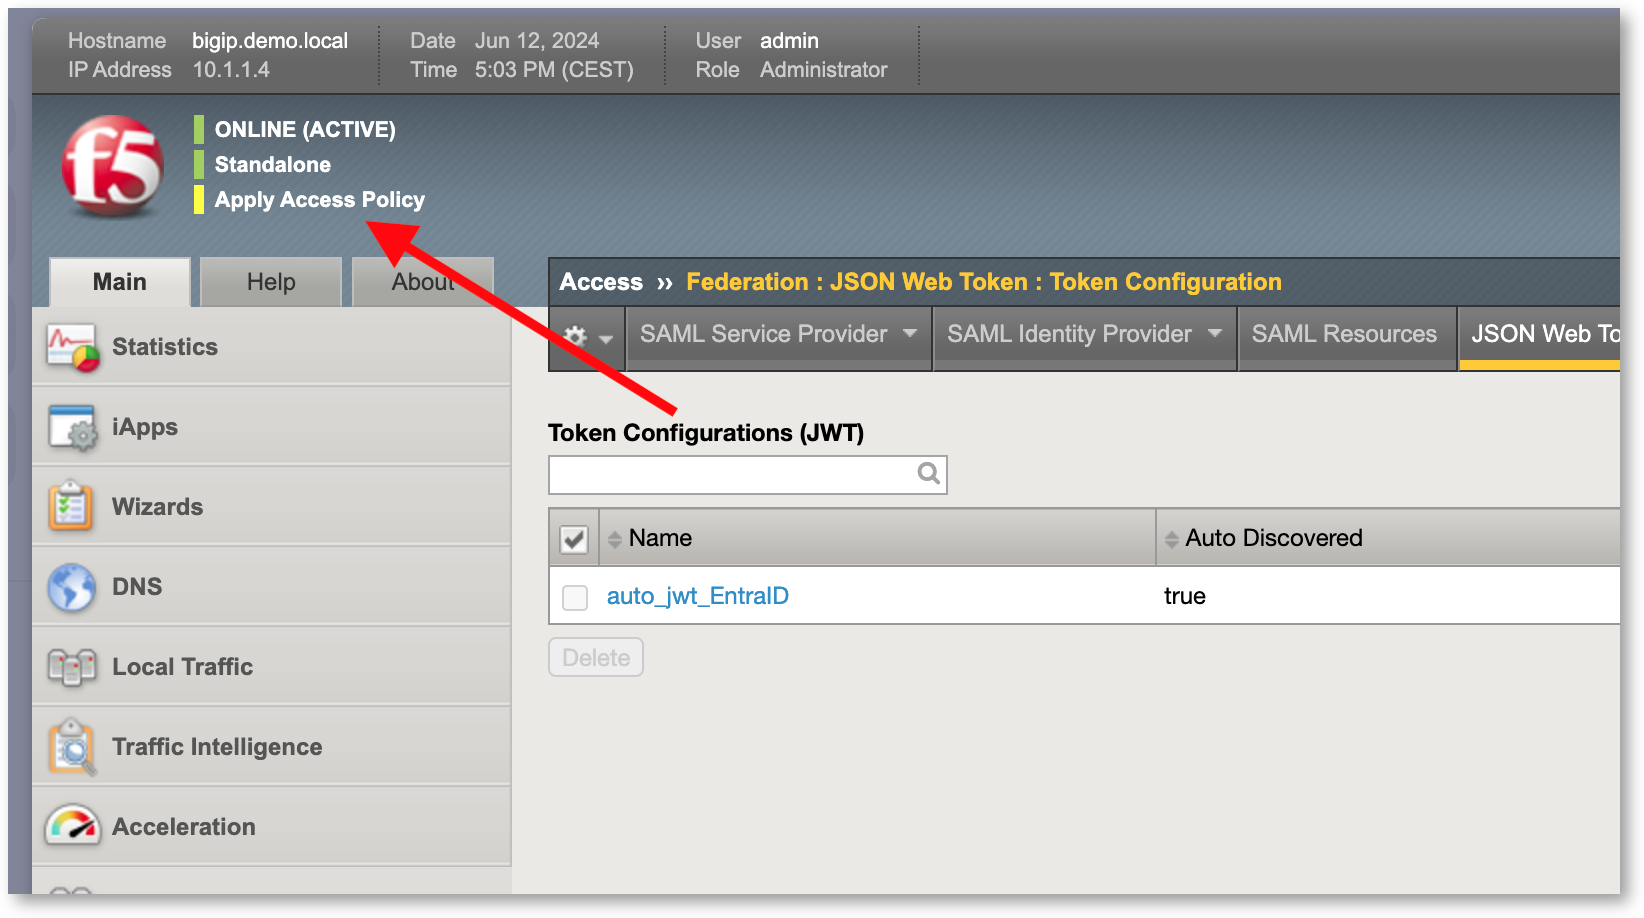 Hostname bigip.demo.local Date Jun 12, 2024 User admin
IP Address 10.1.1.4 Time 5:03 PM (CEST) Role Administrator
f5
ONLINE (ACTIVE)
Standalone
Apply Access Policy
Main Help About
Access ›› Federation : JSON Web Token : Token Configuration
SAML Service Provider SAML Identity Provider SAML Resources JSON Web To
Statistics
iApps
Wizards
DNS
Local Traffic
Traffic Intelligence
Acceleration
Token Configurations (JWT)
Name Auto Discovered
auto_jwt_EntraID true
Delete